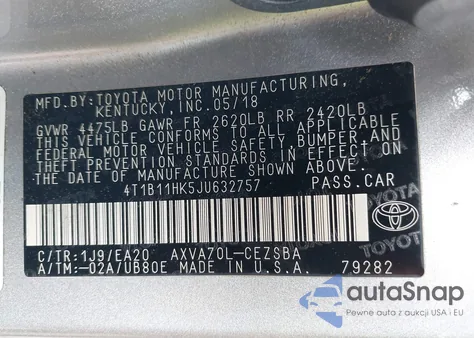 MFD.BY:TOYOTA MOTOR MANUFACTURING,
KENTUCKY, INC.05/18
GVWR 4475LB GAWR FR 2620LB RR 2420LB
THIS VEHICLE CONFORMS TO ALL APPLICABLE
FEDERAL MOTOR VEHICLE SAFETY,BUMPER, AND
THEFT PREVENTION STANDARDS IN EFFECT ON
THE DATE OF MANUFACTURE SHOWN ABOVE.
4T1B11HK5JU632757 PASS.CAR
TOYOTA
C/TR:1J9/EA20 AXVA70L-CEZSBA
A/TM:-02A/UB80E MADE IN U.S.A. 79282
autoSnap
Pewne auta z aukcji USA i EU